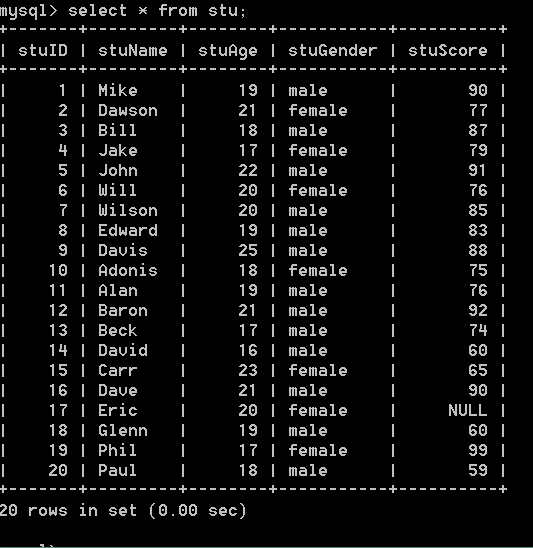 mysql> select * from stu;
+-------+---------+--------+-----------+----------+
| stuID | stuName | stuAge | stuGender | stuScore |
+-------+---------+--------+-----------+----------+
|     1 | Mike    |     19 | male      |       90 |
|     2 | Dawson  |     21 | female    |       77 |
|     3 | Bill    |     18 | male      |       87 |
|     4 | Jake    |     17 | female    |       79 |
|     5 | John    |     22 | male      |       91 |
|     6 | Will    |     20 | female    |       76 |
|     7 | Wilson  |     20 | male      |       85 |
|     8 | Edward  |     19 | male      |       83 |
|     9 | Davis   |     25 | male      |       88 |
|    10 | Adonis  |     18 | female    |       75 |
|    11 | Alan    |     19 | male      |       76 |
|    12 | Baron   |     21 | male      |       92 |
|    13 | Beck    |     17 | male      |       74 |
|    14 | David   |     16 | male      |       60 |
|    15 | Carr    |     23 | female    |       65 |
|    16 | Dave    |     21 | male      |       90 |
|    17 | Eric    |     20 | female    |     NULL |
|    18 | Glenn   |     19 | male      |       60 |
|    19 | Phil    |     17 | female    |       99 |
|    20 | Paul    |     18 | male      |       59 |
+-------+---------+--------+-----------+----------+
20 rows in set (0.00 sec)